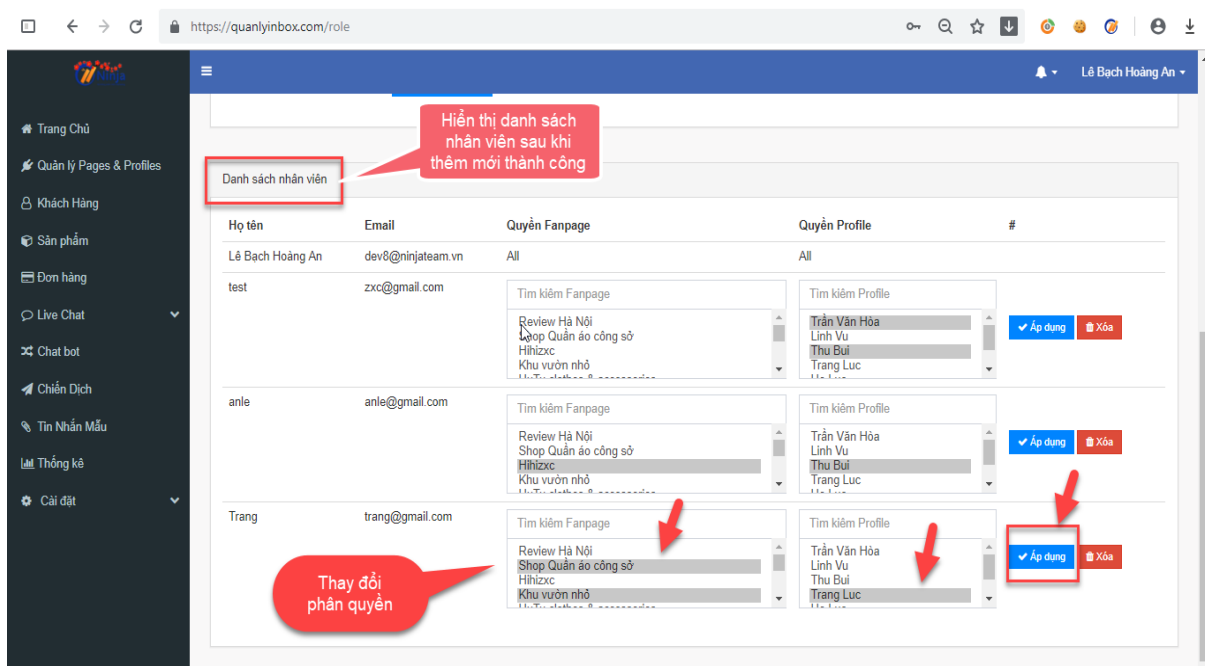 https://quanlyinbox.com/role
Ninja
Lê Bạch Hoàng An
Trang Chủ
Quản lý Pages & Profiles
Khách Hàng
Sản phẩm
Đơn hàng
Live Chat
Chat bot
Chiến Dịch
Tin Nhắn Mẫu
Thống kê
Cài đặt
Hiển thị danh sách
nhân viên sau khi
thêm mới thành công
Danh sách nhân viên
Họ tên Email Quyền Fanpage Quyền Profile #
Lê Bạch Hoàng An dev8@ninjateam.vn All All
test zxc@gmail.com
Tìm kiếm Fanpage Tìm kiếm Profile
Review Hà Nội Trần Văn Hòa
Shop Quần áo công sở Linh Vu
Hihizxc Thu Bui
Khu vườn nhỏ Trang Luc
Áp dụng Xóa
anle anle@gmail.com
Tìm kiếm Fanpage Tìm kiếm Profile
Review Hà Nội Trần Văn Hòa
Shop Quần áo công sở Linh Vu
Hihizxc Thu Bui
Khu vườn nhỏ Trang Luc
Áp dụng Xóa
Trang trang@gmail.com
Tìm kiếm Fanpage Tìm kiếm Profile
Review Hà Nội Trần Văn Hòa
Shop Quần áo công sở Linh Vu
Hihizxc Thu Bui
Khu vườn nhỏ Trang Luc
Áp dụng Xóa
Thay đổi
phân quyền